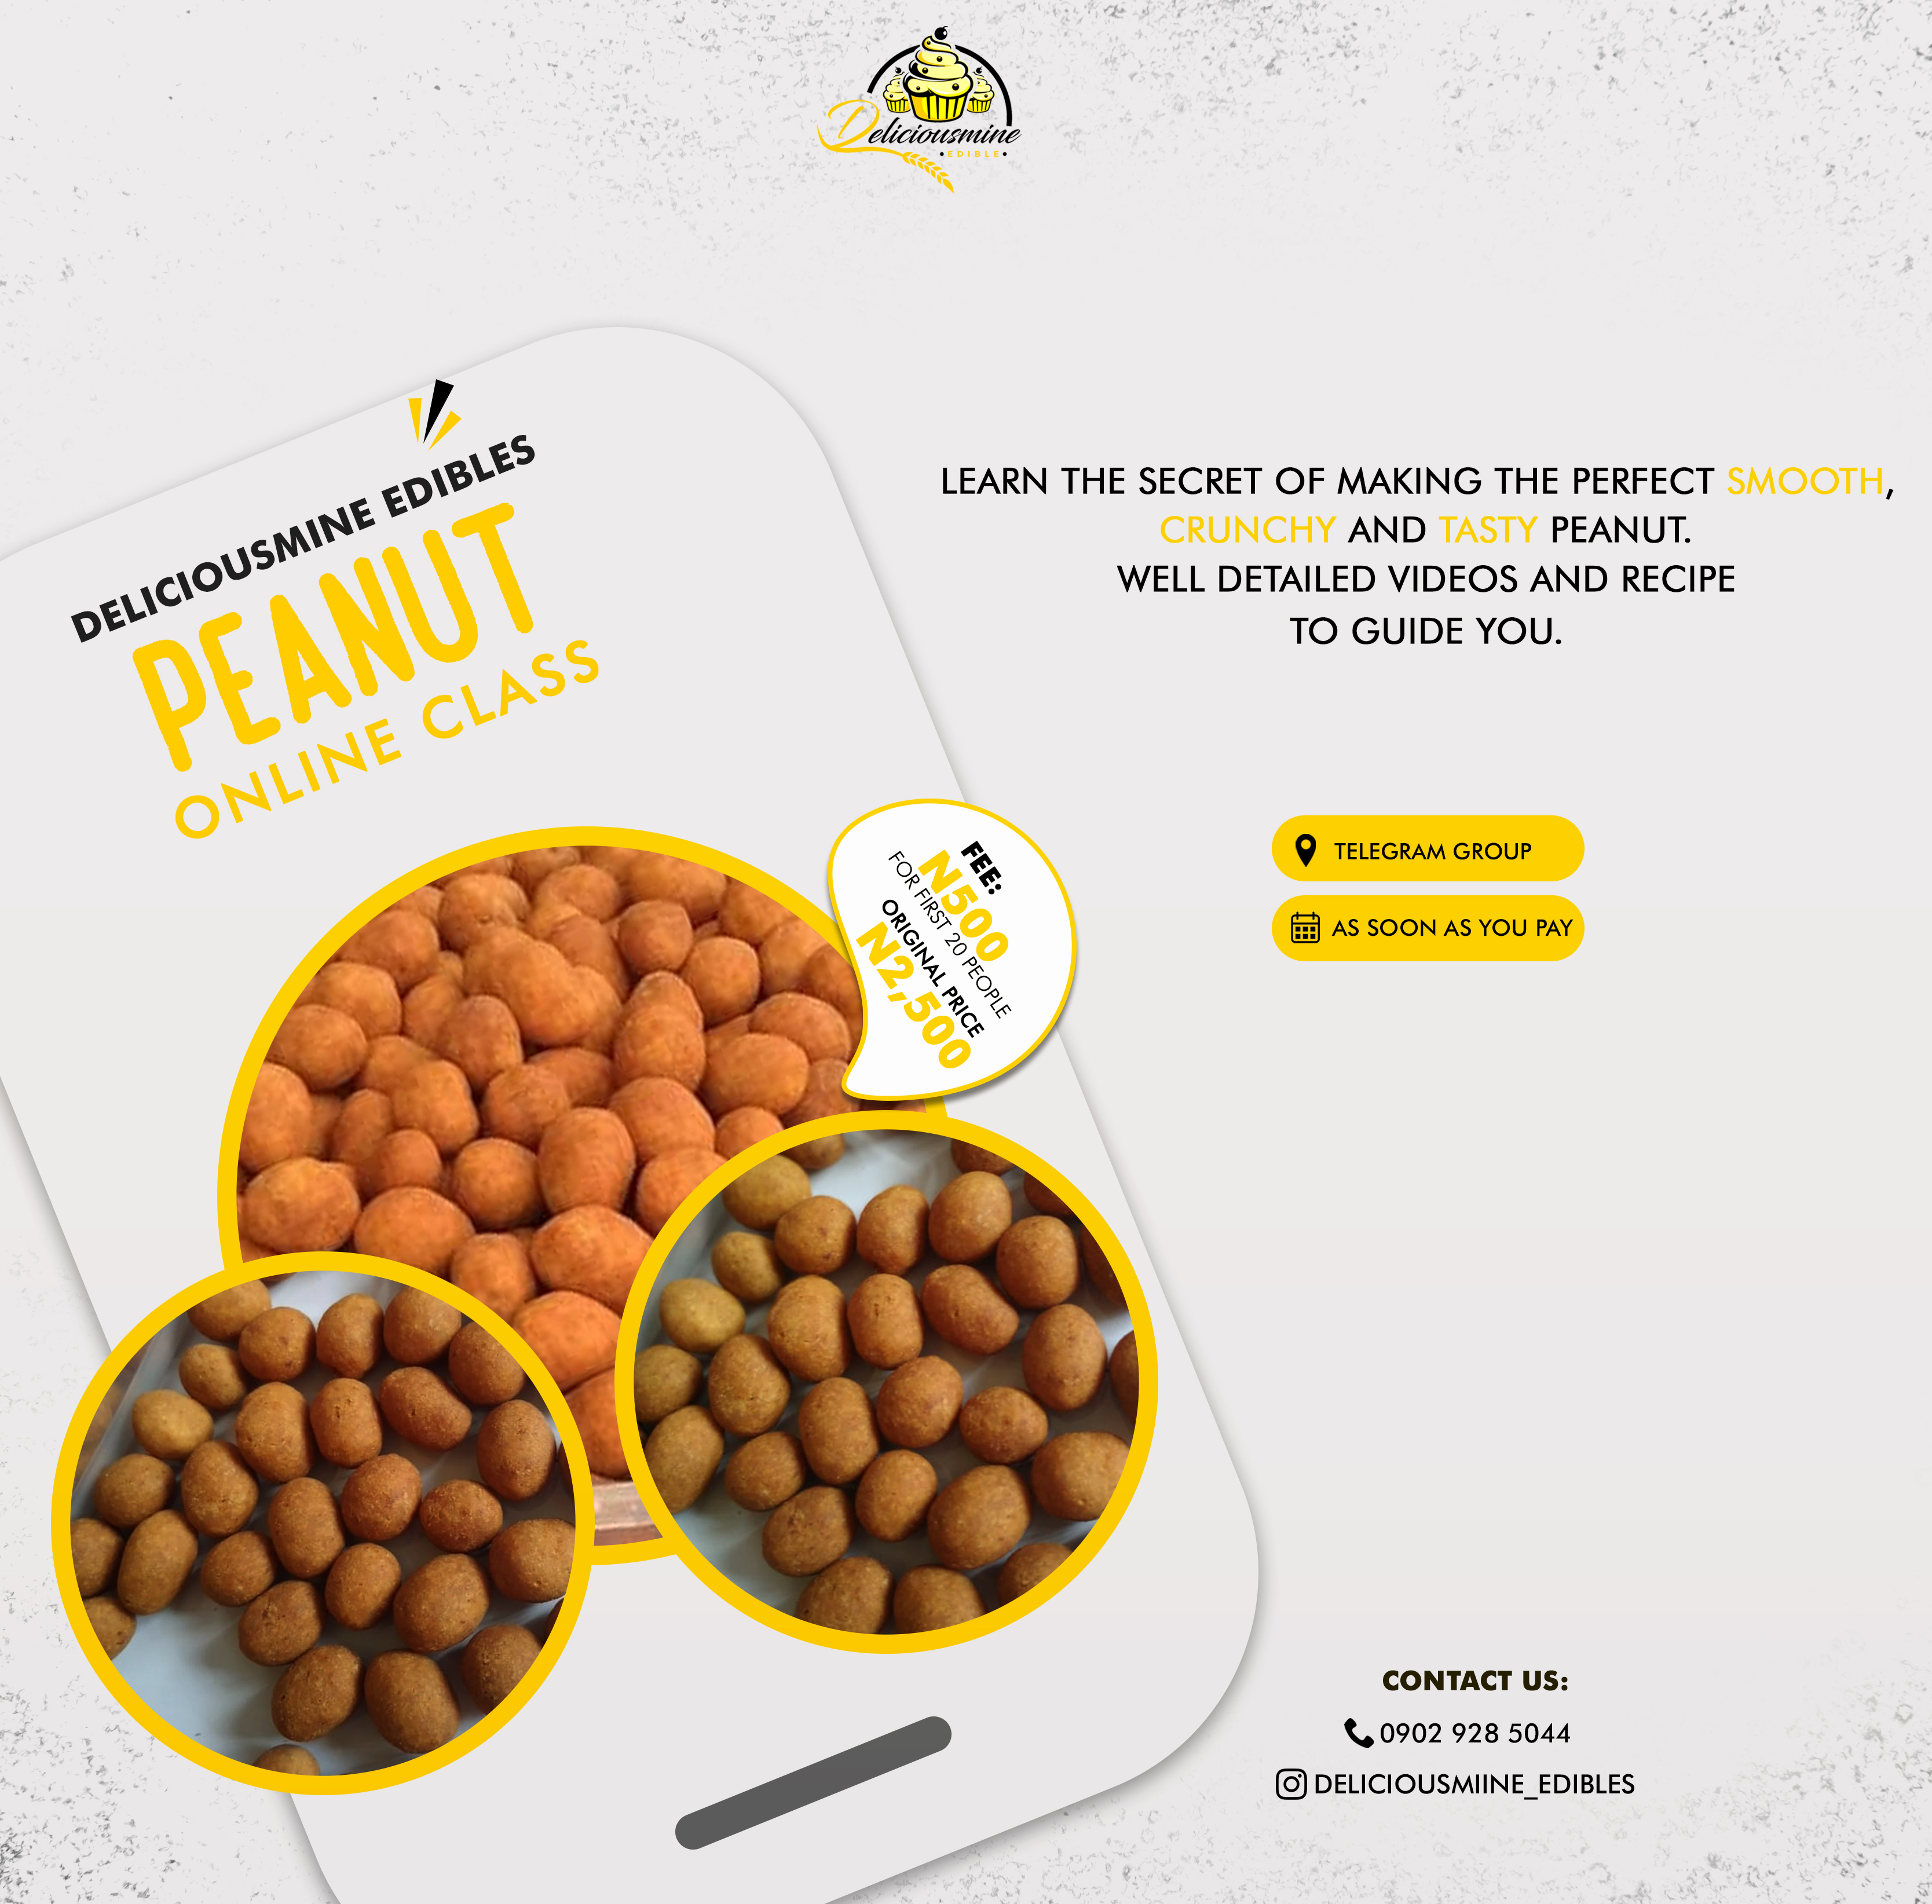 Deliciousmine
•EDIBLE•
DELICIOUSMINE EDIBLES
PEANUT
ONLINE CLASS
LEARN THE SECRET OF MAKING THE PERFECT SMOOTH,
CRUNCHY AND TASTY PEANUT.
WELL DETAILED VIDEOS AND RECIPE
TO GUIDE YOU.
FEE:
N500
FOR FIRST 20 PEOPLE
ORIGINAL PRICE
N2,500
TELEGRAM GROUP
AS SOON AS YOU PAY
CONTACT US:
0902 928 5044
DELICIOUSMIINE_EDIBLES